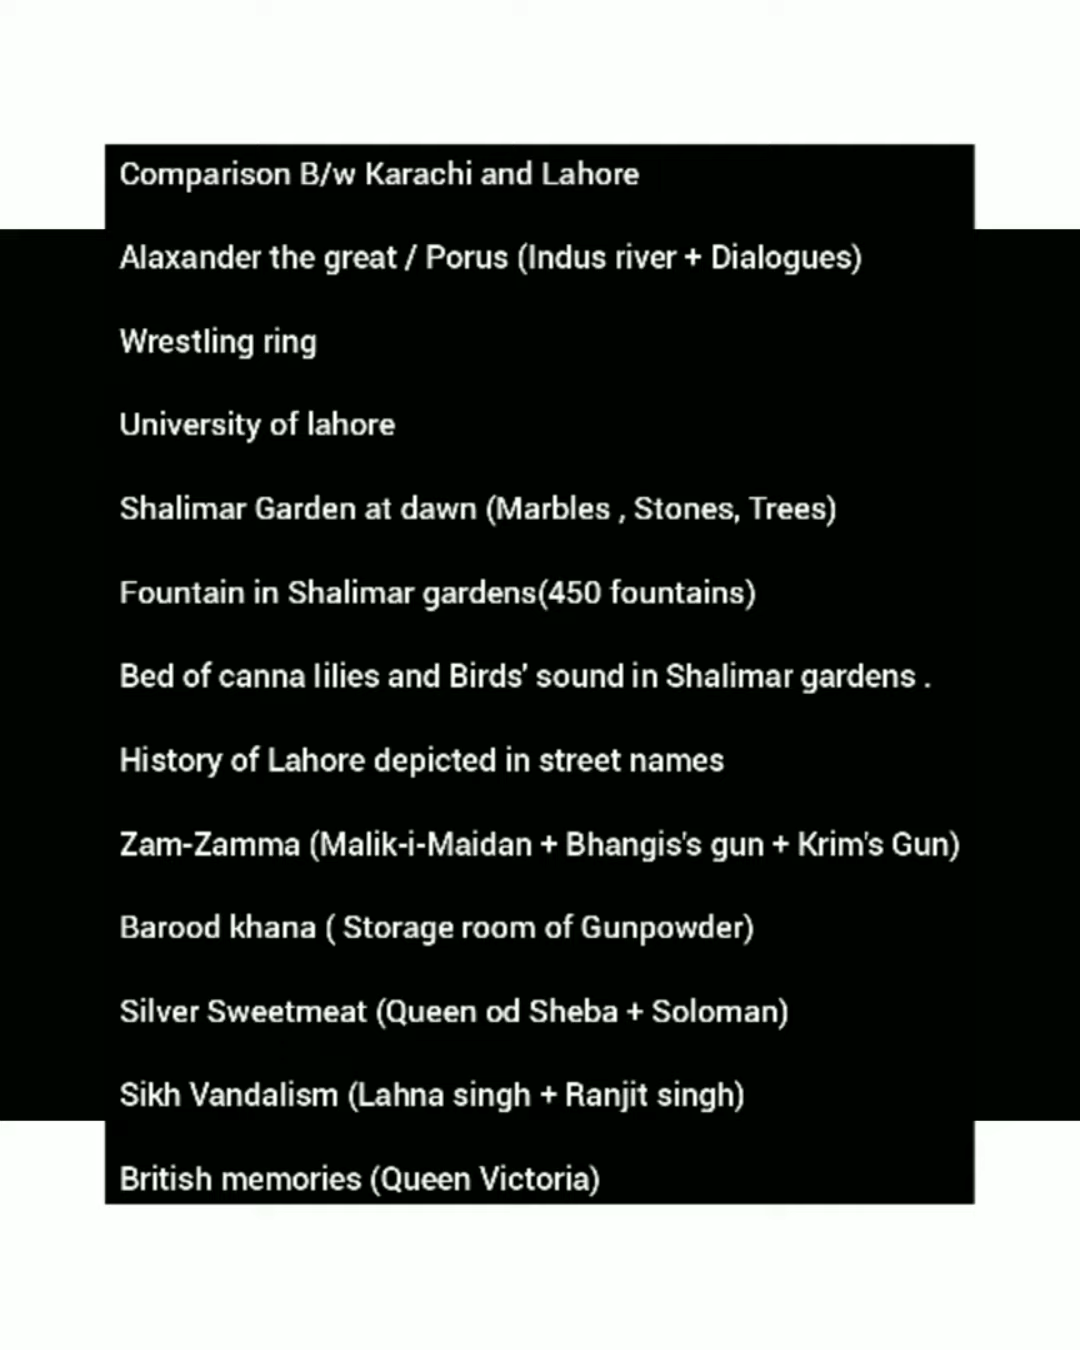 Comparison B/w Karachi and Lahore
Alaxander the great / Porus (Indus river + Dialogues)
Wrestling ring
University of lahore
Shalimar Garden at dawn (Marbles , Stones, Trees)
Fountain in Shalimar gardens(450 fountains)
Bed of canna lilies and Birds' sound in Shalimar gardens .
History of Lahore depicted in street names
Zam-Zamma (Malik-i-Maidan + Bhangis's gun + Krim's Gun)
Barood khana ( Storage room of Gunpowder)
Silver Sweetmeat (Queen od Sheba + Soloman)
Sikh Vandalism (Lahna singh + Ranjit singh)
British memories (Queen Victoria)